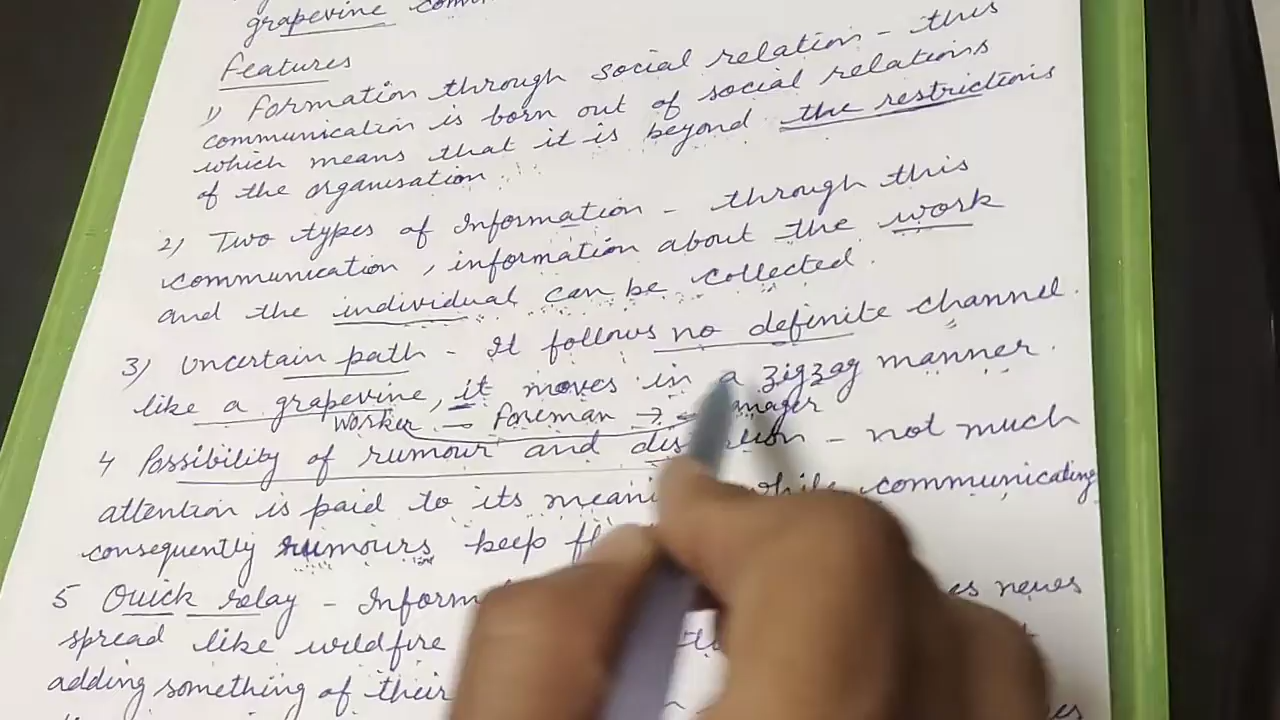 grapevine
Features
1) Formation through social relation - this
communication is born out of social relations
which means that it is beyond the restrictions
of the organisation
2) Two types of Information - through this
communication, information about the work
and the individual can be collected.
3) Uncertain path - It follows no definite channel.
like a grapevine, it moves in a zigzag manner.
Worker → Foreman →
4 Possibility of rumour and - not much
attention is paid to its while communicating
consequently rumours keep
5 Quick relay - news
spread like wildfire
adding something of their